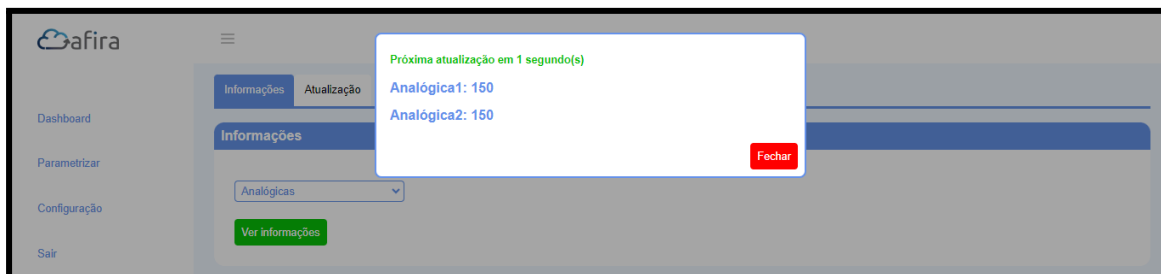 afira
Dashboard
Parametrizar
Configuração
Sair
Informações
Atualização
Informações
Analógicas
Ver informações
Próxima atualização em 1 segundo(s)
Analógica1: 150
Analógica2: 150
Fechar